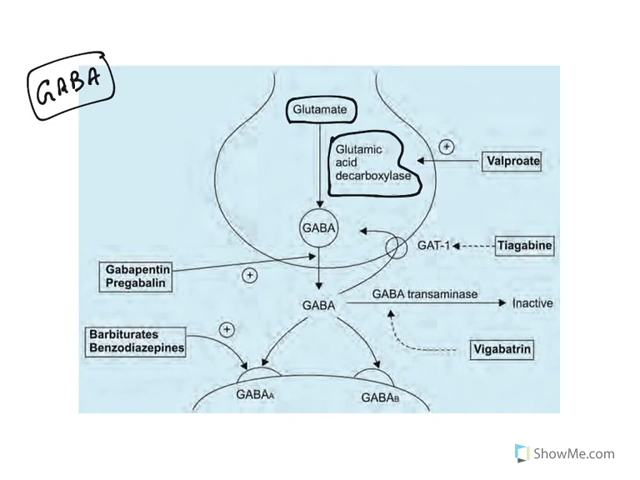 GABA
Glutamate
Glutamic
acid
decarboxylase
+
Valproate
GABA
GAT-1
Tiagabine
Gabapentin
Pregabalin
+
GABA
GABA transaminase
Inactive
Barbiturates
Benzodiazepines
+
Vigabatrin
GABAA
GABAB
ShowMe.com